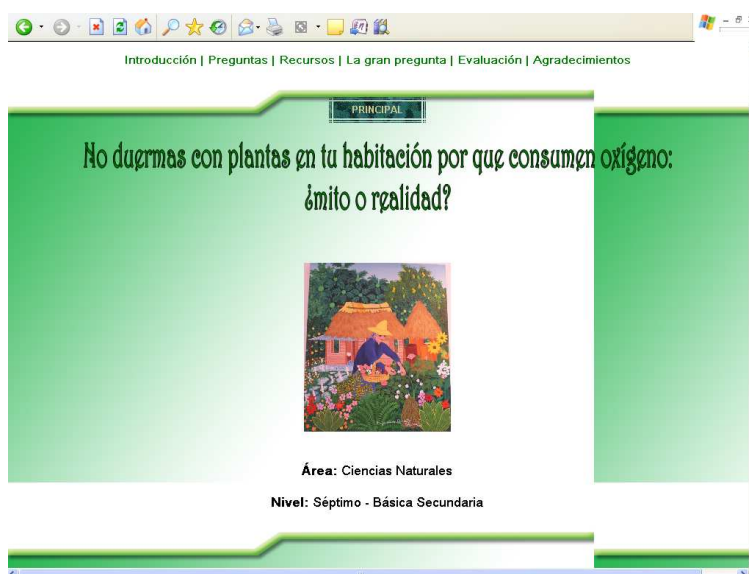 Introducción | Preguntas | Recursos | La gran pregunta | Evaluación | Agradecimientos
PRINCIPAL
No duermas con plantas en tu habitación por que consumen oxígeno:
¿mito o realidad?
Área: Ciencias Naturales
Nivel: Séptimo - Básica Secundaria